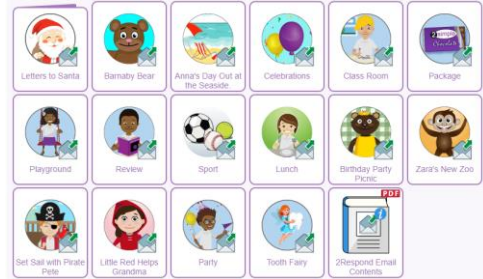 Letters to Santa
Barnaby Bear
Anna's Day Out at
the Seaside
Celebrations
Class Room
Chocolate
Package
Playground
Review
Sport
Lunch
Birthday Party
Picnic
Zara's New Zoo
PDF
Set Sail with Pirate
Pete
Little Red Helps
Grandma
Party
Tooth Fairy
2Respond Email
Contents